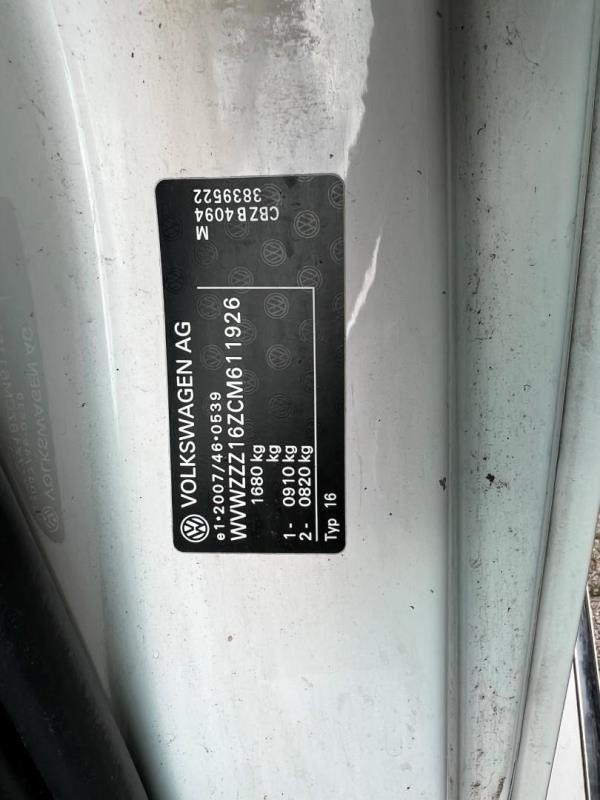 VOLKSWAGEN AG
e1*2007/46*0539
WVWZZZ16ZCM611926
1680 kg
kg
1- 0910 kg
2- 0820 kg
Typ 16
M
CBZB4094
3839522